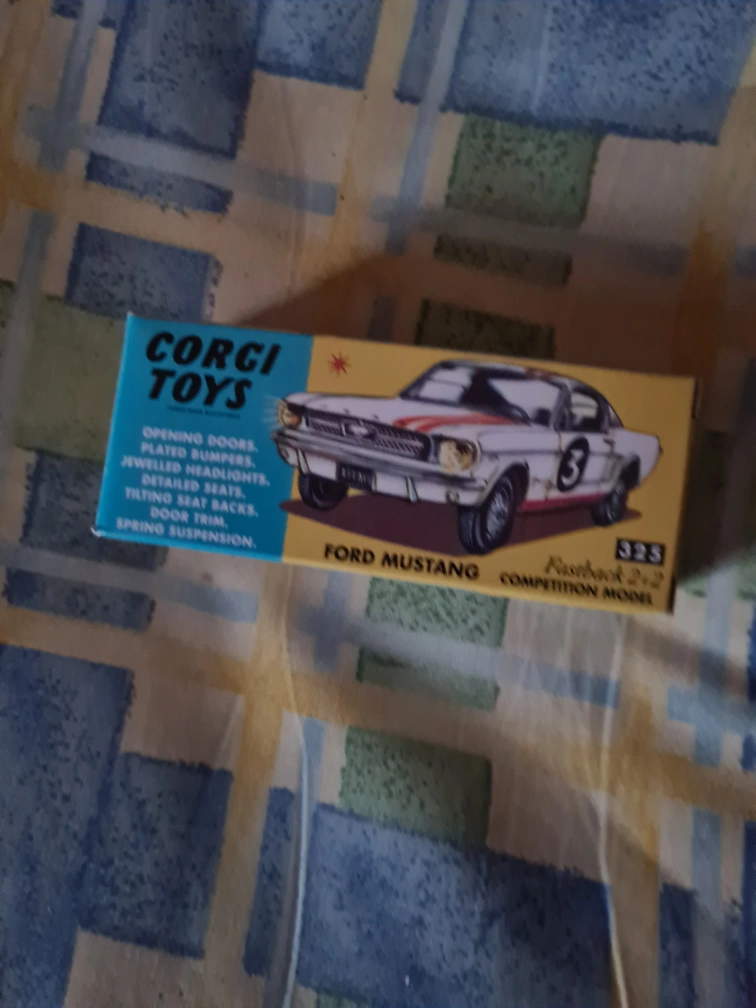 CORGI
TOYS
OPENING DOORS.
PLATED BUMPERS.
JEWELLED HEADLIGHTS.
DETAILED SEATS.
TILTING SEAT BACKS.
DOOR TRIM.
SPRING SUSPENSION.
3
325
FORD MUSTANG
Fastback 2+2
COMPETITION MODEL